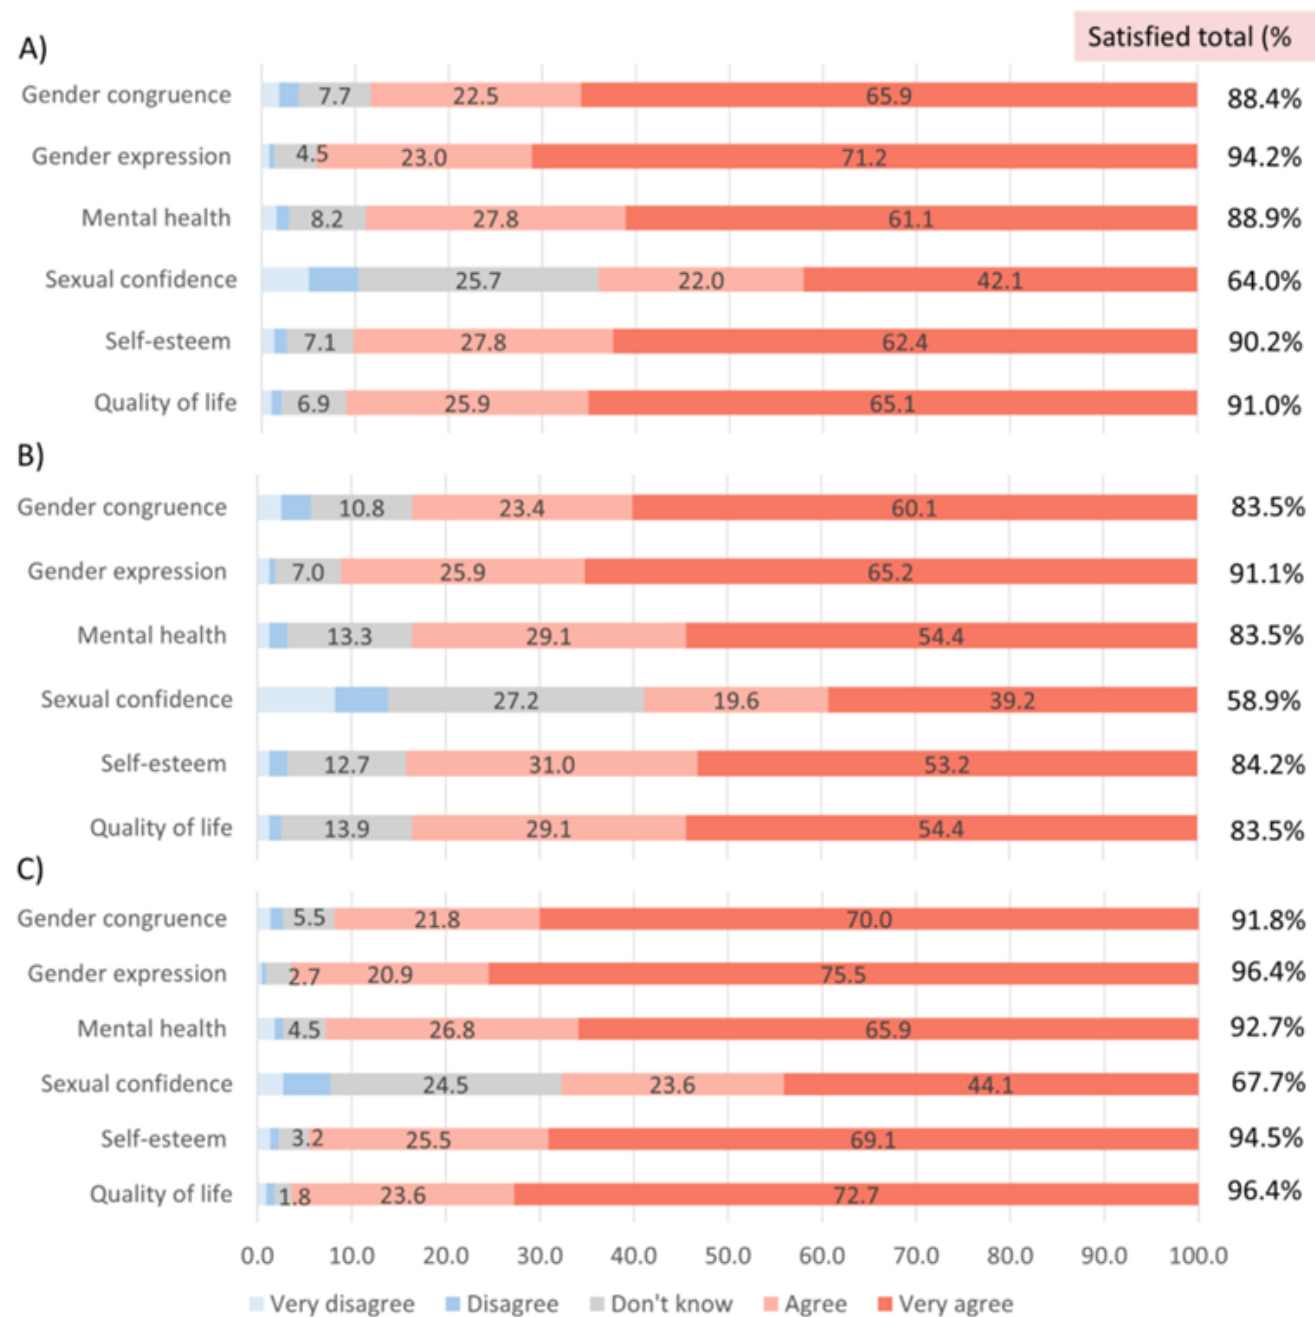 Satisfied total (%
A)
Gender congruence 7.7 22.5 65.9 88.4%
Gender expression 4.5 23.0 71.2 94.2%
Mental health 8.2 27.8 61.1 88.9%
Sexual confidence 25.7 22.0 42.1 64.0%
Self-esteem 7.1 27.8 62.4 90.2%
Quality of life 6.9 25.9 65.1 91.0%
B)
Gender congruence 10.8 23.4 60.1 83.5%
Gender expression 7.0 25.9 65.2 91.1%
Mental health 13.3 29.1 54.4 83.5%
Sexual confidence 27.2 19.6 39.2 58.9%
Self-esteem 12.7 31.0 53.2 84.2%
Quality of life 13.9 29.1 54.4 83.5%
C)
Gender congruence 5.5 21.8 70.0 91.8%
Gender expression 2.7 20.9 75.5 96.4%
Mental health 4.5 26.8 65.9 92.7%
Sexual confidence 24.5 23.6 44.1 67.7%
Self-esteem 3.2 25.5 69.1 94.5%
Quality of life 1.8 23.6 72.7 96.4%
0.0 10.0 20.0 30.0 40.0 50.0 60.0 70.0 80.0 90.0 100.0
Very disagree Disagree Don't know Agree Very agree